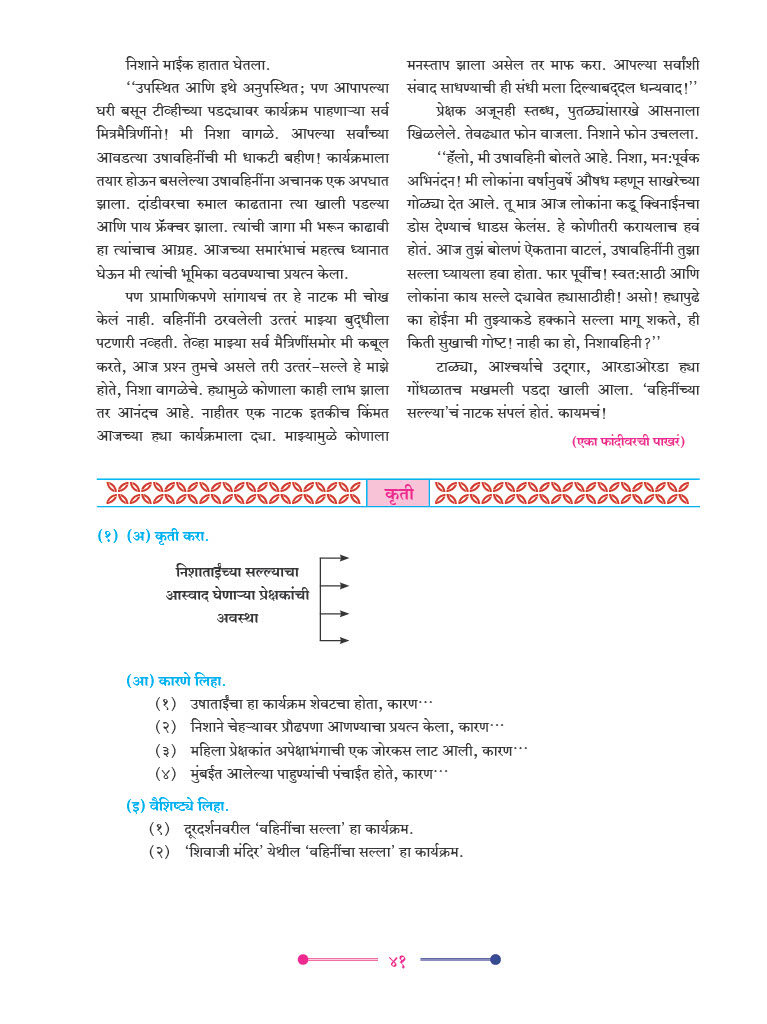 निशाने माईक हातात घेतला.
‘‘उपस्थित आणि इथे अनुपस्थित; पण आपापल्या
घरी बसून टीव्हीच्या पडद्यावर कार्यक्रम पाहणाऱ्या सर्व
मित्रमैत्रिणींनो! मी निशा वागळे. आपल्या सर्वांच्या
आवडत्या उषावहिनींची मी धाकटी बहीण! कार्यक्रमाला
तयार होऊन बसलेल्या उषावहिनींना अचानक एक अपघात
झाला. दांडीवरचा रुमाल काढताना त्या खाली पडल्या
आणि पाय फ्रॅक्चर झाला. त्यांची जागा मी भरून काढावी
हा त्यांचाच आग्रह. आजच्या समारंभाचं महत्त्व ध्यानात
घेऊन मी त्यांची भूमिका वठवण्याचा प्रयत्न केला.
पण प्रामाणिकपणे सांगायचं तर हे नाटक मी चोख
केलं नाही. वहिनींनी ठरवलेली उत्तरं माझ्या बुद्धीला
पटणारी नव्हती. तेव्हा माझ्या सर्व मैत्रिणींसमोर मी कबूल
करते, आज प्रश्न तुमचे असले तरी उत्तरं-सल्ले हे माझे
होते, निशा वागळेचे. ह्यामुळे कोणाला काही लाभ झाला
तर आनंदच आहे. नाहीतर एक नाटक इतकीच किंमत
आजच्या ह्या कार्यक्रमाला द्या. माझ्यामुळे कोणाला
मनस्ताप झाला असेल तर माफ करा. आपल्या सर्वांशी
संवाद साधण्याची ही संधी मला दिल्याबद्दल धन्यवाद!’’
प्रेक्षक अजूनही स्तब्ध, पुतळ्यांसारखे आसनाला
खिळलेले. तेवढ्यात फोन वाजला. निशाने फोन उचलला.
‘‘हॅलो, मी उषावहिनी बोलते आहे. निशा, मन:पूर्वक
अभिनंदन! मी लोकांना वर्षानुवर्षे औषध म्हणून साखरेच्या
गोळ्या देत आले. तू मात्र आज लोकांना कडू क्विनाईनचा
डोस देण्याचं धाडस केलंस. हे कोणीतरी करायलाच हवं
होतं. आज तुझं बोलणं ऐकताना वाटलं, उषावहिनींनी तुझा
सल्ला घ्यायला हवा होता. फार पूर्वीच! स्वत:साठी आणि
लोकांना काय सल्ले द्यावेत ह्यासाठीही! असो! ह्यापुढे
का होईना मी तुझ्याकडे हक्काने सल्ला मागू शकते, ही
किती सुखाची गोष्ट! नाही का हो, निशावहिनी?’’
टाळ्या, आश्चर्याचे उद्गार, आरडाओरडा ह्या
गोंधळातच मखमली पडदा खाली आला. ‘वहिनींच्या
सल्ल्या’चं नाटक संपलं होतं. कायमचं!
(एका फांदीवरची पाखरं)
कृती
(१) (अ) कृती करा.
निशाताईंच्या सल्ल्याचा
आस्वाद घेणाऱ्या प्रेक्षकांची
अवस्था
(आ) कारणे लिहा.
(१) उषाताईंचा हा कार्यक्रम शेवटचा होता, कारण···
(२) निशाने चेहऱ्यावर प्रौढपणा आणण्याचा प्रयत्न केला, कारण···
(३) महिला प्रेक्षकांत अपेक्षाभंगाची एक जोरकस लाट आली, कारण···
(४) मुंबईत आलेल्या पाहुण्यांची पंचाईत होते, कारण···
(इ) वैशिष्ट्ये लिहा.
(१) दूरदर्शनवरील ‘वहिनींचा सल्ला’ हा कार्यक्रम.
(२) ‘शिवाजी मंदिर’ येथील ‘वहिनींचा सल्ला’ हा कार्यक्रम.
४१